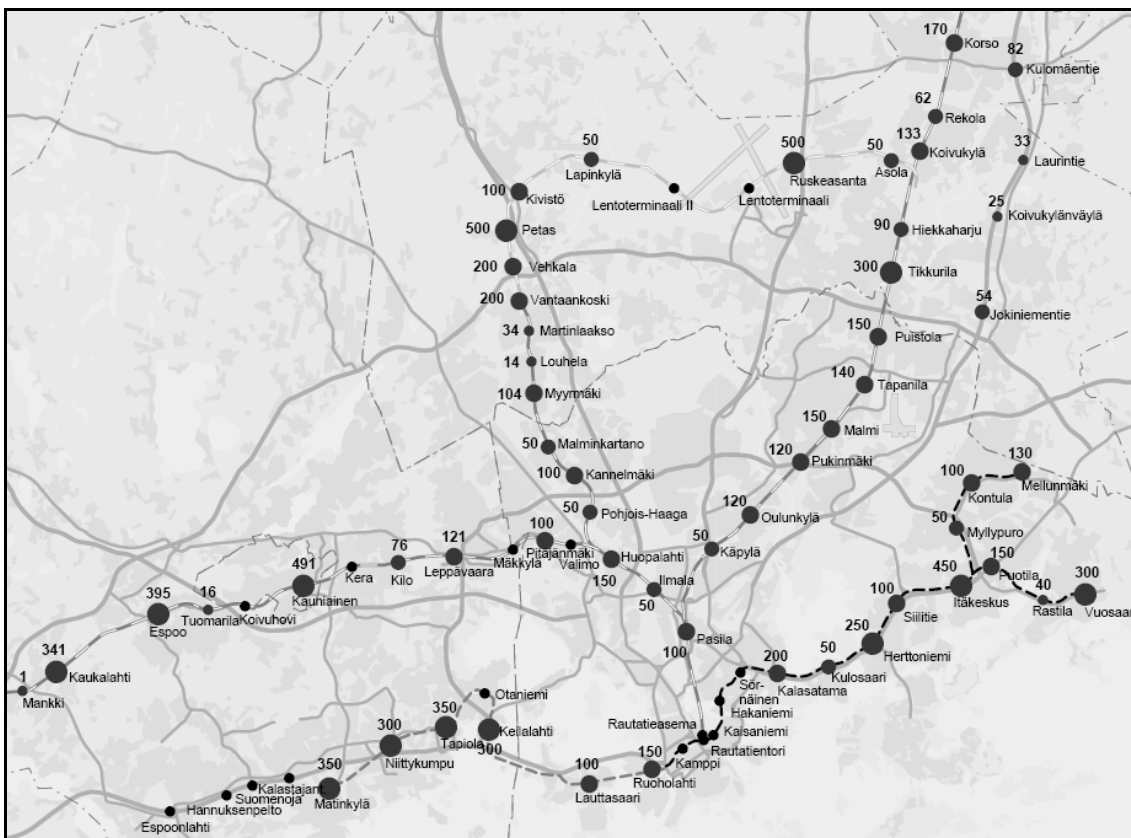 170
Korso
82
Kulomäentie
62
Rekola
50
Lapinkylä
500
Ruskeasanta
50
Asola
133
Koivukylä
33
Laurintie
100
Kivistö
Lentoterminaali II
Lentoterminaali
25
Koivukylänväylä
500
Petas
90
Hiekkaharju
200
Vehkala
300
Tikkurila
200
Vantaankoski
54
Jokiniementie
34
Martinlaakso
150
Puistola
14
Louhela
104
Myyrmäki
140
Tapanila
50
Malminkartano
150
Malmi
100
Kannelmäki
120
Pukinmäki
100
Kontula
130
Mellunmäki
50
Pohjois-Haaga
120
Oulunkylä
50
Myllypuro
491
Kauniainen
Kera
76
Kilo
121
Leppävaara
Mäkkylä
100
Pitäjänmäki
Valimo
150
Huopalahti
50
Käpylä
50
Ilmala
450
Itäkeskus
150
Puotila
40
Rastila
300
Vuosaari
395
Espoo
16
Tuomarila
Koivuhovi
100
Siilitie
341
Kaukalahti
1
Mankki
100
Pasila
250
Herttoniemi
50
Kulosaari
200
Kalasatama
Sör-
näinen
Hakaniemi
Kaisaniemi
Rautatieasema
Rautatientori
Kamppi
150
Ruoholahti
100
Lauttasaari
Otaniemi
300
Keilalahti
350
Tapiola
300
Niittykumpu
350
Matinkylä
Kalastajant.
Suomenoja
Hannuksenpelto
Espoonlahti